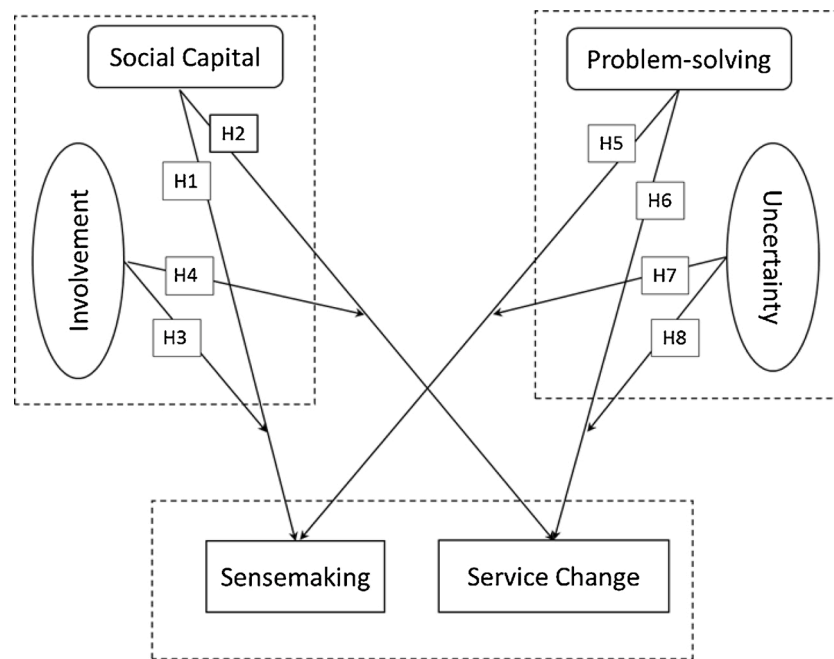 Social Capital
Problem-solving
H2
H5
H1
H6
Involvement
Uncertainty
H4
H7
H3
H8
Sensemaking
Service Change